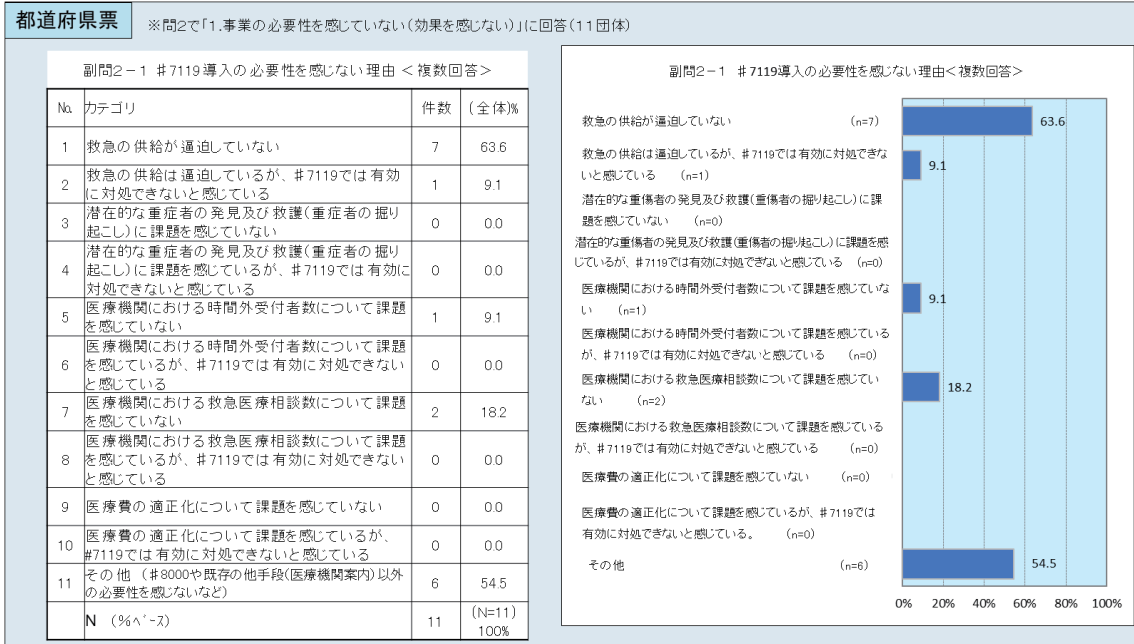 都道府県票
※問2で「1.事業の必要性を感じていない(効果を感じない)」に回答(11団体)
副問2-1 #7119導入の必要性を感じない理由 <複数回答>
No. カテゴリ 件数 (全体)%
1 救急の供給が逼迫していない 7 63.6
2 救急の供給は逼迫しているが、#7119では有効
に対処できないと感じている 1 9.1
3 潜在的な重症者の発見及び救護(重症者の掘り
起こし)に課題を感じていない 0 0.0
4 潜在的な重症者の発見及び救護(重症者の掘り
起こし)に課題を感じているが、#7119では有効に
対処できないと感じている 0 0.0
5 医療機関における時間外受付者数について課題
を感じていない 1 9.1
6 医療機関における時間外受付者数について課題
を感じているが、#7119では有効に対処できない
と感じている 0 0.0
7 医療機関における救急医療相談数について課題
を感じていない 2 18.2
8 医療機関における救急医療相談数について課題
を感じているが、#7119では有効に対処できない
と感じている 0 0.0
9 医療費の適正化について課題を感じていない 0 0.0
10 医療費の適正化について課題を感じているが、
#7119では有効に対処できないと感じている 0 0.0
11 その他 (#8000や既存の他手段(医療機関案内)以外
の必要性を感じないなど) 6 54.5
N (%ベース) 11 (N=11)
100%
副問2-1 #7119導入の必要性を感じない理由<複数回答>
救急の供給が逼迫していない (n=7) 63.6
救急の供給は逼迫しているが、#7119では有効に対処できな
いと感じている (n=1) 9.1
潜在的な重傷者の発見及び救護(重傷者の掘り起こし)に課
題を感じていない (n=0)
潜在的な重傷者の発見及び救護(重傷者の掘り起こし)に課題を感
じているが、#7119では有効に対処できないと感じている (n=0)
医療機関における時間外受付者数について課題を感じていな
い (n=1) 9.1
医療機関における時間外受付者数について課題を感じている
が、#7119では有効に対処できないと感じている (n=0)
医療機関における救急医療相談数について課題を感じてい
ない (n=2) 18.2
医療機関における救急医療相談数について課題を感じている
が、#7119では有効に対処できないと感じている (n=0)
医療費の適正化について課題を感じていない (n=0)
医療費の適正化について課題を感じているが、#7119では
有効に対処できないと感じている。 (n=0)
その他 (n=6) 54.5
0% 20% 40% 60% 80% 100%